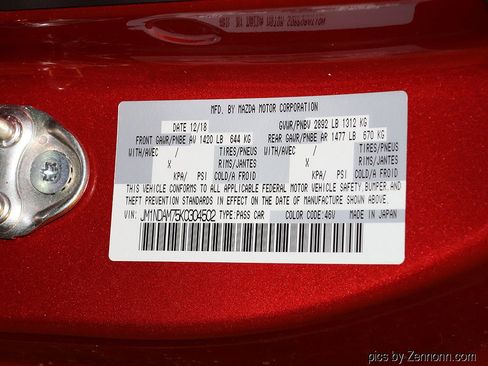 MFD. BY MAZDA MOTOR CORPORATION
DATE 12/18 GVWR/PNBV 2892 LB 1312 KG
FRONT GAWR/PNBE AV 1420 LB 644 KG REAR GAWR/PNBE AR 1477 LB 670 KG
WITH/AVEC / TIRES/PNEUS WITH/AVEC / TIRES/PNEUS
X RIMS/JANTES X RIMS/JANTES
KPA/ PSI COLD/A FROID KPA/ PSI COLD/A FROID
THIS VEHICLE CONFORMS TO ALL APPLICABLE FEDERAL MOTOR VEHICLE SAFETY, BUMPER, AND
THEFT PREVENTION STANDARDS IN EFFECT ON THE DATE OF MANUFACTURE SHOWN ABOVE.
VIN: JM1NDAM75K0304502 TYPE:PASS CAR COLOR CODE:46V MADE IN JAPAN
pics by Zennonn.com